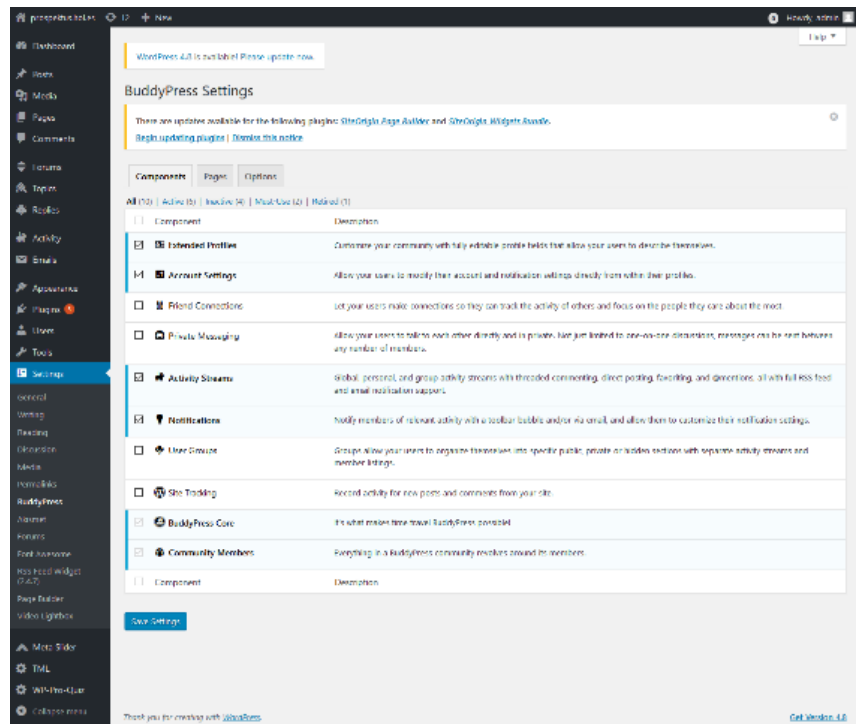 12 New Howdy, admin
Help
Dashboard
Posts
Media
Pages
Comments
Forums
Topics
Replies
Activity
Emails
Appearance
Plugins
Users
Tools
Settings
General
Writing
Reading
Discussion
Media
Permalinks
BuddyPress
Akismet
Forums
Font Awesome
RSS Feed Widget
(2.4.7)
Page Builder
Video Lightbox
Meta Slider
TML
WP-Pro-Quiz
Collapse menu
WordPress 4.8 is available! Please update now.
BuddyPress Settings
There are updates available for the following plugins: SiteOrigin Page Builder and SiteOrigin Widgets Bundle.
Begin updating plugins | Dismiss this notice
Components Pages Options
All (10) | Active (6) | Inactive (4) | Must-Use (2) | Retired (1)
Component Description
Extended Profiles Customize your community with fully editable profile fields that allow your users to describe themselves.
Account Settings Allow your users to modify their account and notification settings directly from within their profiles.
Friend Connections Let your users make connections so they can track the activity of others and focus on the people they care about the most.
Private Messaging Allow your users to talk to each other directly and in private. Not just limited to one-on-one discussions, messages can be sent between
any number of members.
Activity Streams Global, personal, and group activity streams with threaded commenting, direct posting, favoriting, and @mentions, all with full RSS feed
and email notification support.
Notifications Notify members of relevant activity with a toolbar bubble and/or via email, and allow them to customize their notification settings.
User Groups Groups allow your users to organize themselves into specific public, private or hidden sections with separate activity streams and
member listings.
Site Tracking Record activity for new posts and comments from your site.
BuddyPress Core It's what makes time travel BuddyPress possible!
Community Members Everything in a BuddyPress community revolves around its members.
Component Description
Save Settings
Thank you for creating with WordPress. Get Version 4.8